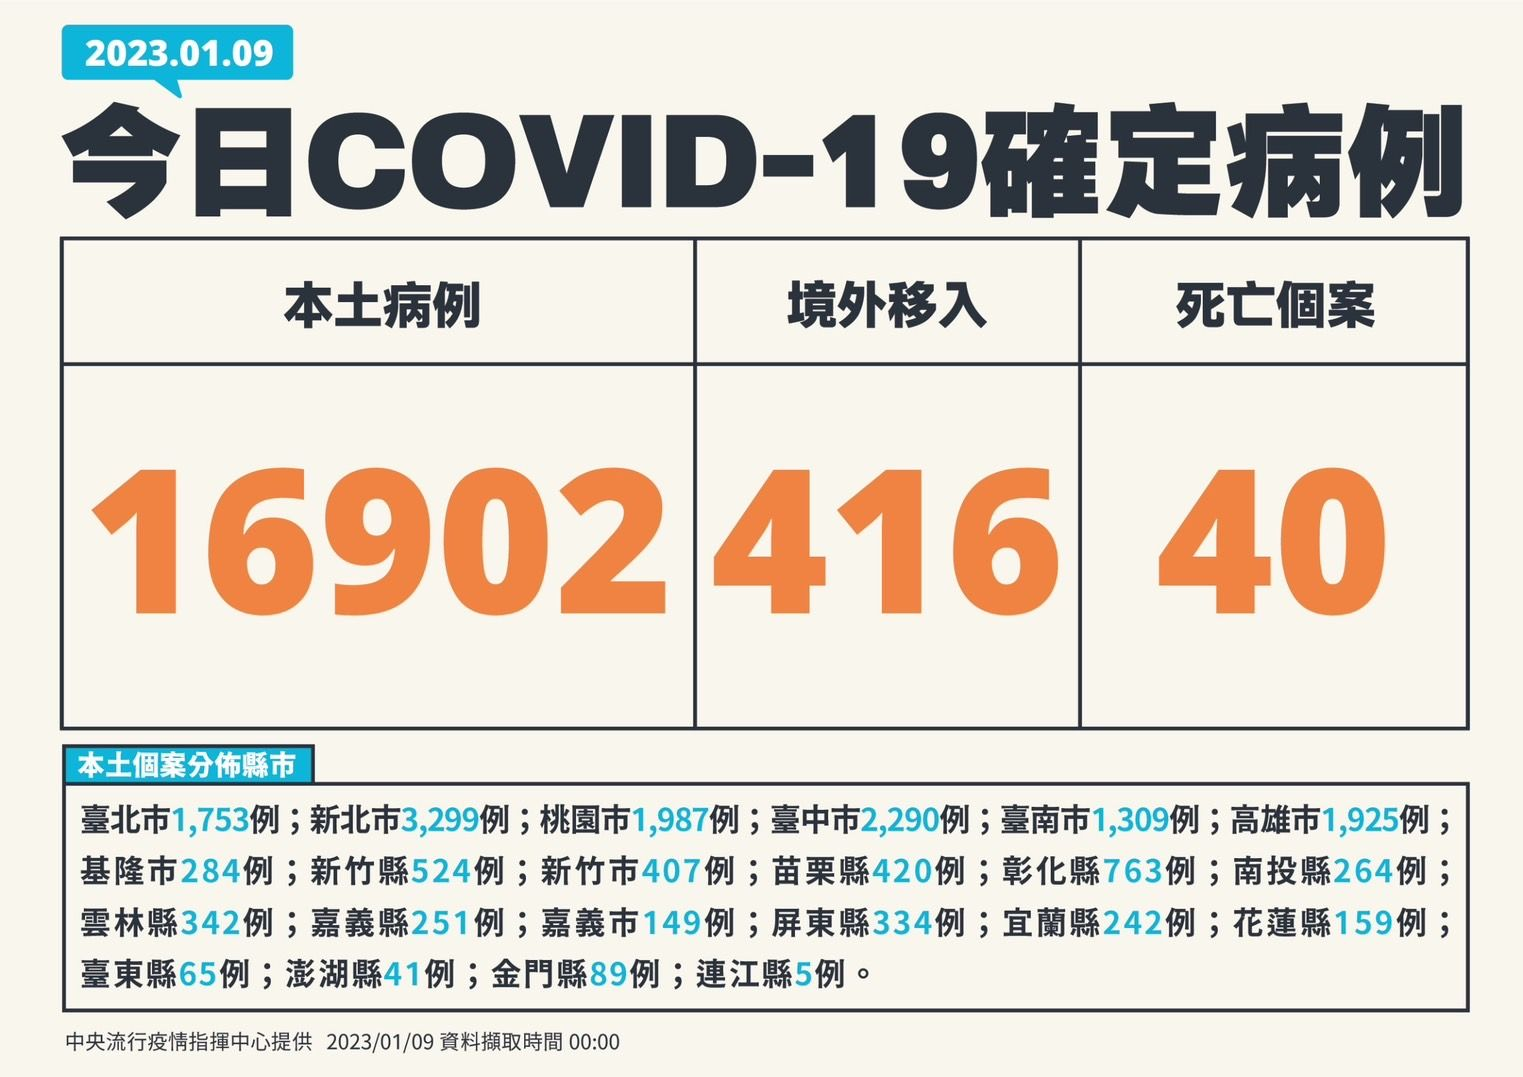 2023.01.09
今日COVID-19確定病例
本土病例
境外移入
死亡個案
16902
416
40
本土個案分佈縣市
臺北市1,753例；新北市3,299例；桃園市1,987例；臺中市2,290例；臺南市1,309例；高雄市1,925例；
基隆市284例；新竹縣524例；新竹市407例；苗栗縣420例；彰化縣763例；南投縣264例；
雲林縣342例；嘉義縣251例；嘉義市149例；屏東縣334例；宜蘭縣242例；花蓮縣159例；
臺東縣65例；澎湖縣41例；金門縣89例；連江縣5例。
中央流行疫情指揮中心提供 2023/01/09 資料擷取時間 00:00